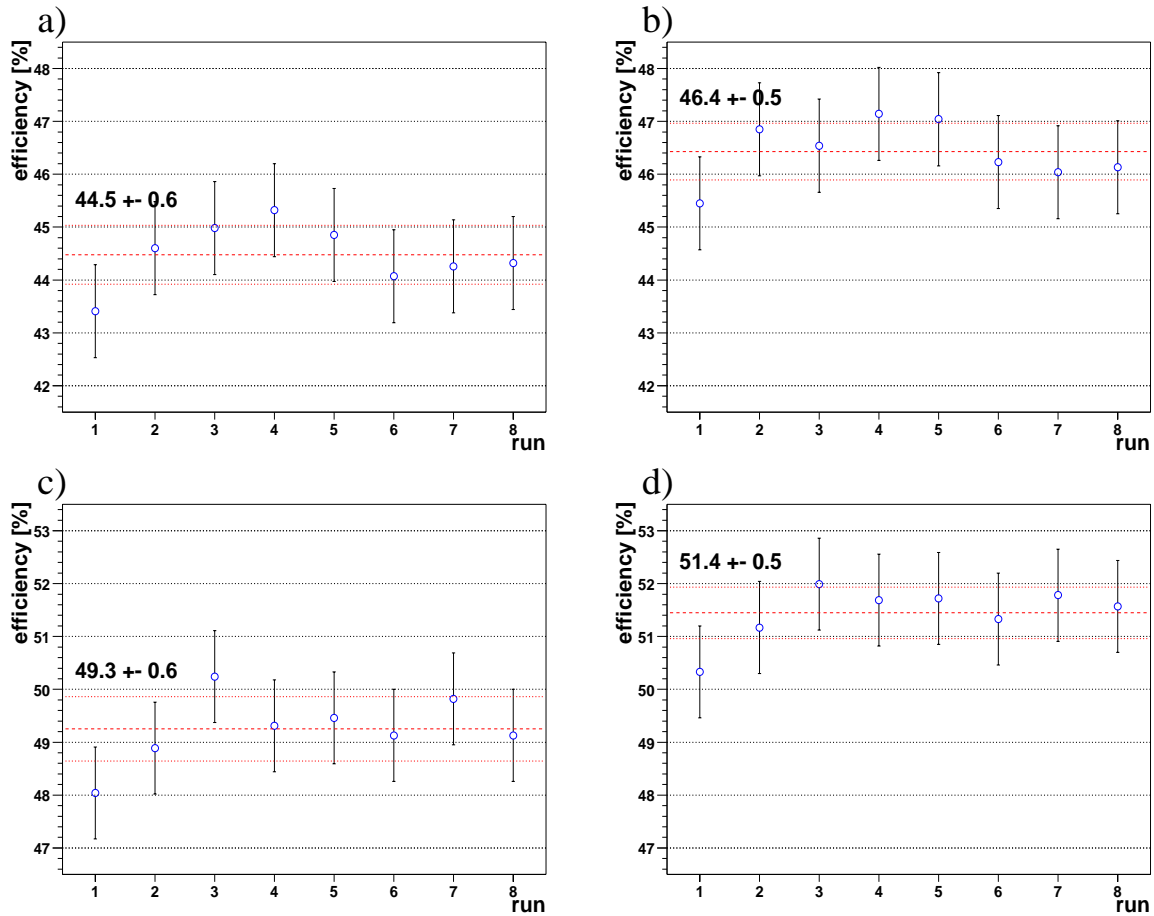 a)
efficiency [%]
48
47
46
44.5 +- 0.6
45
44
43
42
1 2 3 4 5 6 7 8
run
b)
efficiency [%]
48
46.4 +- 0.5
47
46
45
44
43
42
1 2 3 4 5 6 7 8
run
c)
efficiency [%]
53
52
51
49.3 +- 0.6
50
49
48
47
1 2 3 4 5 6 7 8
run
d)
efficiency [%]
53
51.4 +- 0.5
52
51
50
49
48
47
1 2 3 4 5 6 7 8
run